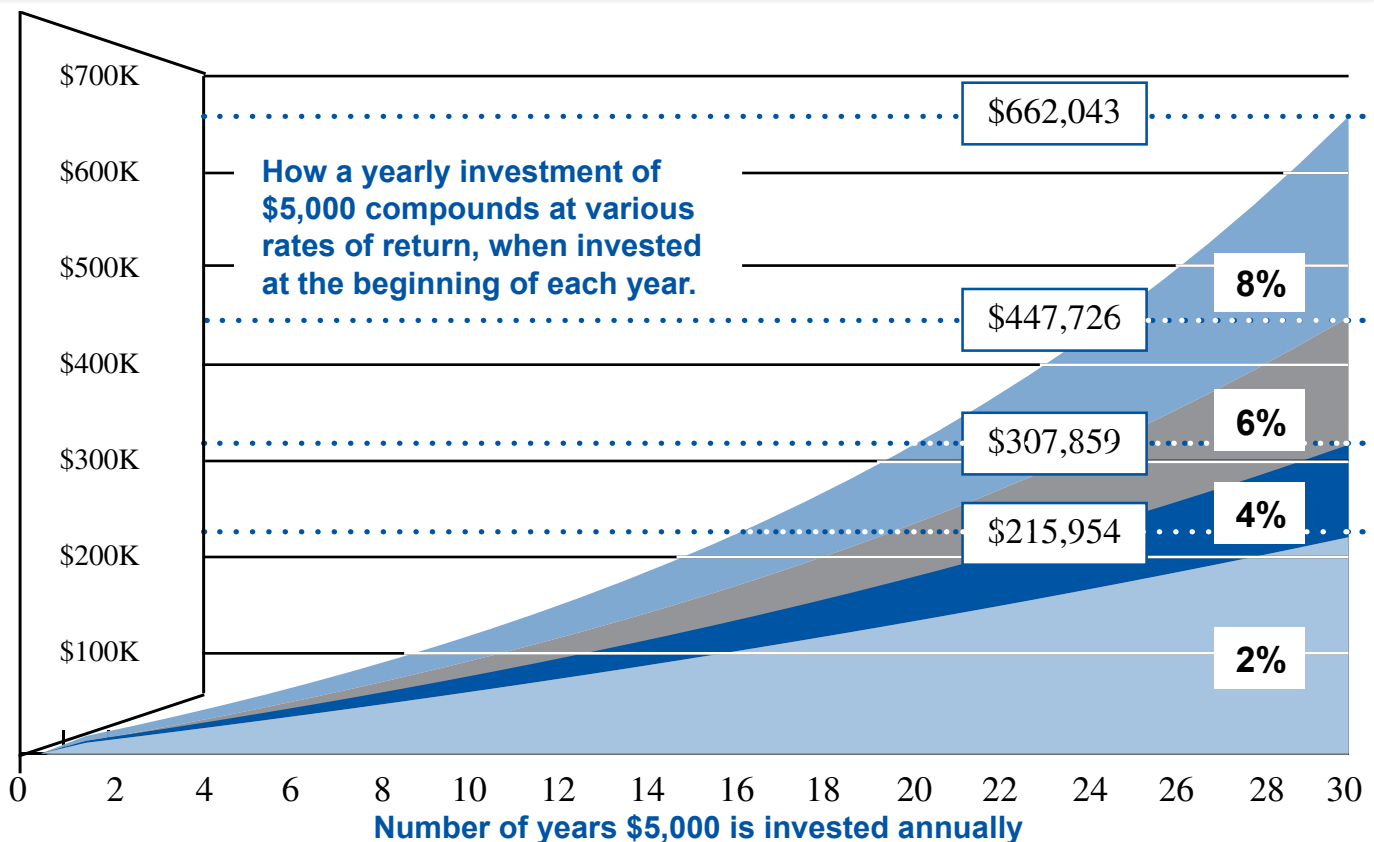 $700K
$662,043
$600K
How a yearly investment of
$5,000 compounds at various
rates of return, when invested
at the beginning of each year.
$500K
8%
$447,726
$400K
6%
$307,859
$300K
4%
$215,954
$200K
$100K
2%
0 2 4 6 8 10 12 14 16 18 20 22 24 26 28 30
Number of years $5,000 is invested annually